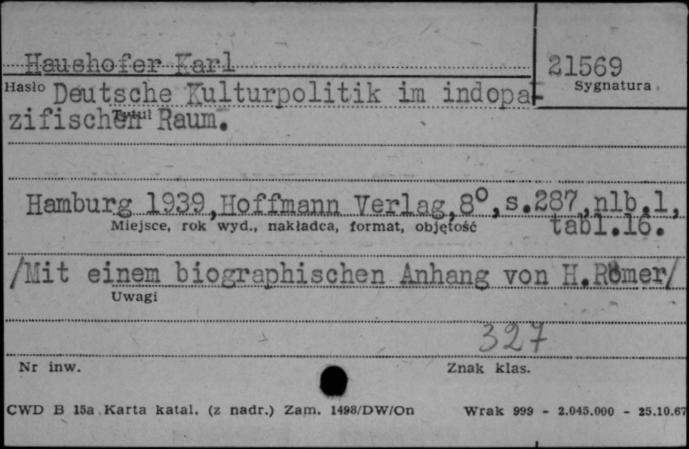 Haushofer Karl
21569
Hasło
Sygnatura
Deutsche Kulturpolitik im indopa-
zifischen Raum.
Tytuł
Hamburg 1939, Hoffmann Verlag, 8°, s.287, nlb.1,
tabl.16.
Miejsce, rok wyd., nakładca, format, objętość
/Mit einem biographischen Anhang von H.Römer/
Uwagi
327
Nr inw.
Znak klas.
CWD B 15a Karta katal. (z nadr.) Zam. 1498/DW/On
Wrak 999 - 2.045.000 - 25.10.67